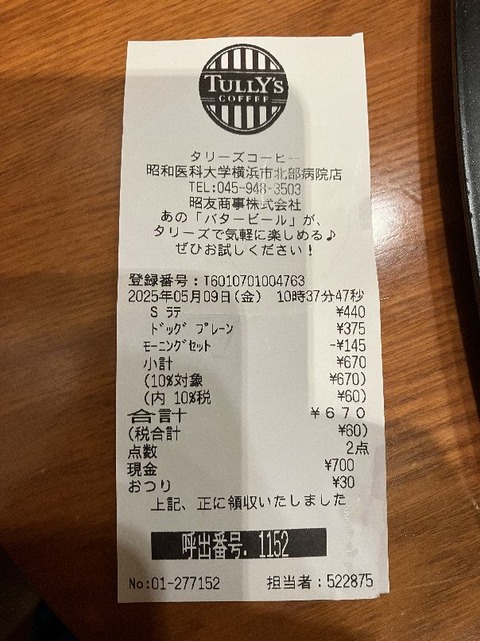 TULLY'S
COFFEE
タリーズコーヒー
昭和医科大学横浜市北部病院店
TEL:045-948-3503
昭友商事株式会社
あの「バタービール」が、
タリーズで気軽に楽しめる♪
ぜひお試しください！
登録番号：T6010701004763
2025年05月09日(金) 10時37分47秒
S ラテ ¥440
ドッグ プレーン ¥375
モーニングセット -¥145
小計 ¥670
(10%対象 ¥670)
(内 10%税 ¥60)
合計 ¥670
(税合計 ¥60)
点数 2点
現金 ¥700
おつり ¥30
上記、正に領収いたしました
呼出番号. 1152
No:01-277152 担当者：522875